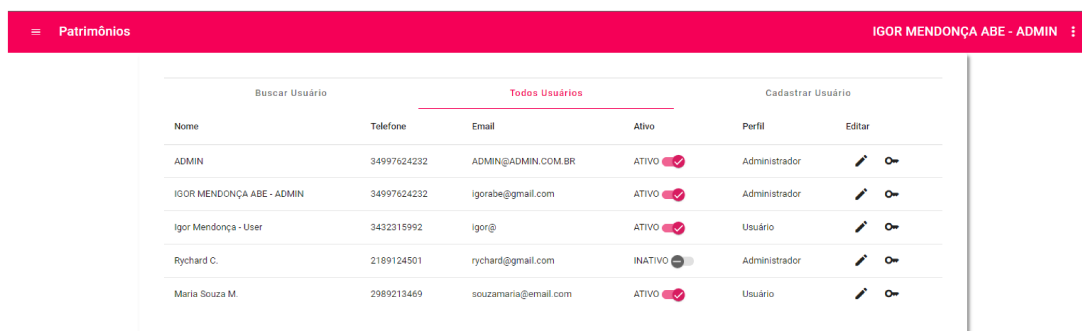 Patrimônios IGOR MENDONÇA ABE - ADMIN
Buscar Usuário Todos Usuários Cadastrar Usuário
Nome Telefone Email Ativo Perfil Editar
ADMIN 34997624232 ADMIN@ADMIN.COM.BR ATIVO Administrador
IGOR MENDONÇA ABE - ADMIN 34997624232 igorabe@gmail.com ATIVO Administrador
Igor Mendonça - User 3432315992 igor@ ATIVO Usuário
Rychard C. 2189124501 rychard@gmail.com INATIVO Administrador
Maria Souza M. 2989213469 souzamaria@email.com ATIVO Usuário